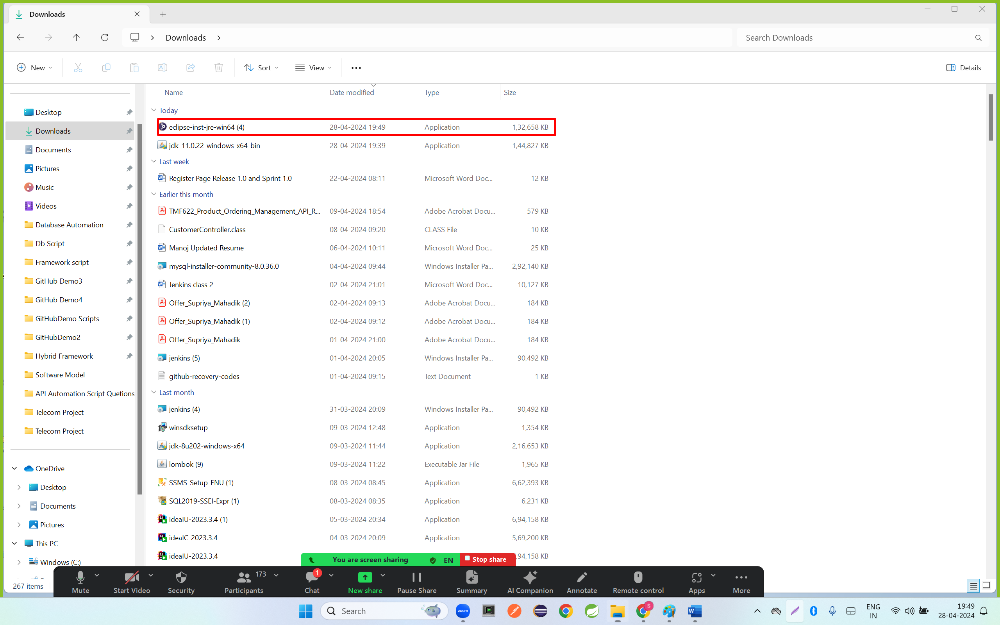 Downloads
Downloads
Search Downloads
New
Sort
View
Details
Name Date modified Type Size
Today
eclipse-inst-jre-win64 (4) 28-04-2024 19:49 Application 1,32,658 KB
jdk-11.0.22_windows-x64_bin 28-04-2024 19:39 Application 1,44,827 KB
Last week
Register Page Release 1.0 and Sprint 1.0 22-04-2024 08:11 Microsoft Word Doc... 12 KB
Earlier this month
TMF622_Product_Ordering_Management_API_R... 09-04-2024 18:54 Adobe Acrobat Docu... 579 KB
CustomerController.class 08-04-2024 09:20 CLASS File 10 KB
Manoj Updated Resume 06-04-2024 10:11 Microsoft Word Doc... 25 KB
mysql-installer-community-8.0.36.0 04-04-2024 09:44 Windows Installer Pa... 2,92,140 KB
Jenkins class 2 02-04-2024 21:01 Microsoft Word Doc... 10,127 KB
Offer_Supriya_Mahadik (2) 02-04-2024 09:13 Adobe Acrobat Docu... 184 KB
Offer_Supriya_Mahadik (1) 02-04-2024 09:12 Adobe Acrobat Docu... 184 KB
Offer_Supriya_Mahadik 01-04-2024 21:00 Adobe Acrobat Docu... 184 KB
jenkins (5) 01-04-2024 20:05 Windows Installer Pa... 90,492 KB
github-recovery-codes 01-04-2024 09:15 Text Document 1 KB
Last month
jenkins (4) 31-03-2024 20:09 Windows Installer Pa... 90,492 KB
winsdksetup 09-03-2024 12:48 Application 1,354 KB
jdk-8u202-windows-x64 09-03-2024 11:44 Application 2,16,653 KB
lombok (9) 09-03-2024 11:22 Executable Jar File 1,965 KB
SSMS-Setup-ENU (1) 08-03-2024 08:45 Application 6,62,393 KB
SQL2019-SSEI-Expr (1) 08-03-2024 08:35 Application 6,231 KB
ideaIU-2023.3.4 (1) 05-03-2024 20:34 Application 6,94,158 KB
ideaIC-2023.3.4 04-03-2024 20:09 Application 5,69,200 KB
ideaIU-2023.3.4 ,94,158 KB
Desktop
Downloads
Documents
Pictures
Music
Videos
Database Automation
Db Script
Framework script
GitHub Demo3
GitHub Demo4
GitHubDemo Scripts
GitHubDemo2
Hybrid Framework
Software Model
API Automation Script Quetions
Telecom Project
Telecom Project
OneDrive
Desktop
Documents
Pictures
This PC
Windows (C:)
267 items
You are screen sharing EN Stop share
173 1
Mute Start Video Security Participants Chat New share Pause Share Summary AI Companion Annotate Remote control Apps More
Search
zoom
S
W
ENG
IN
19:49
28-04-2024